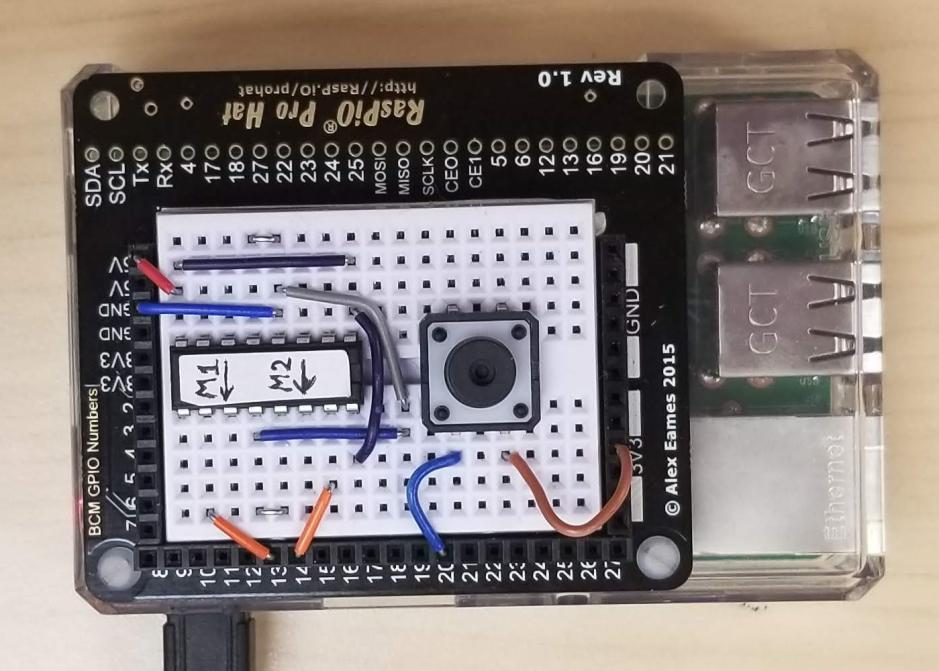 Rev 1.0
RasPiO® Pro Hat
http://RasP.iO/prohat
SDA SCL Tx Rx 4 17 18 27 22 23 24 25 MOSI MISO SCLK CE0 CE1 5 6 12 13 16 19 20 21
5V
5V
GND
GND
3V3
3V3
2
3
4
5
6
7
BCM GPIO Numbers
M1 M2
GND
3V3
© Alex Eames 2015
8 9 10 11 12 13 14 15 16 17 18 19 20 21 22 23 24 25 26 27
GCT
GCT
Ethernet